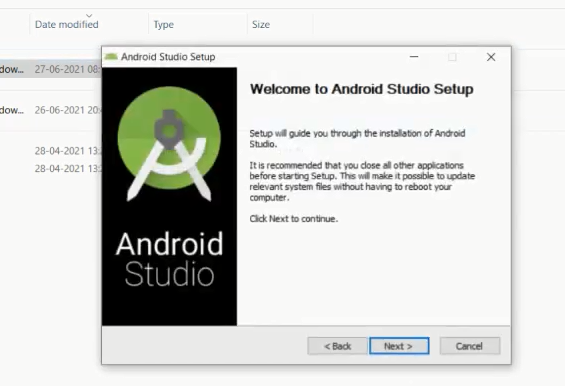 Date modified Type Size
Android Studio Setup
dow... 27-06-2021 08:
Welcome to Android Studio Setup
dow... 26-06-2021 20:
Setup will guide you through the installation of Android
Studio.
28-04-2021 13:
28-04-2021 13:
It is recommended that you close all other applications
before starting Setup. This will make it possible to update
relevant system files without having to reboot your
computer.
Click Next to continue.
Android
Studio
< Back Next > Cancel